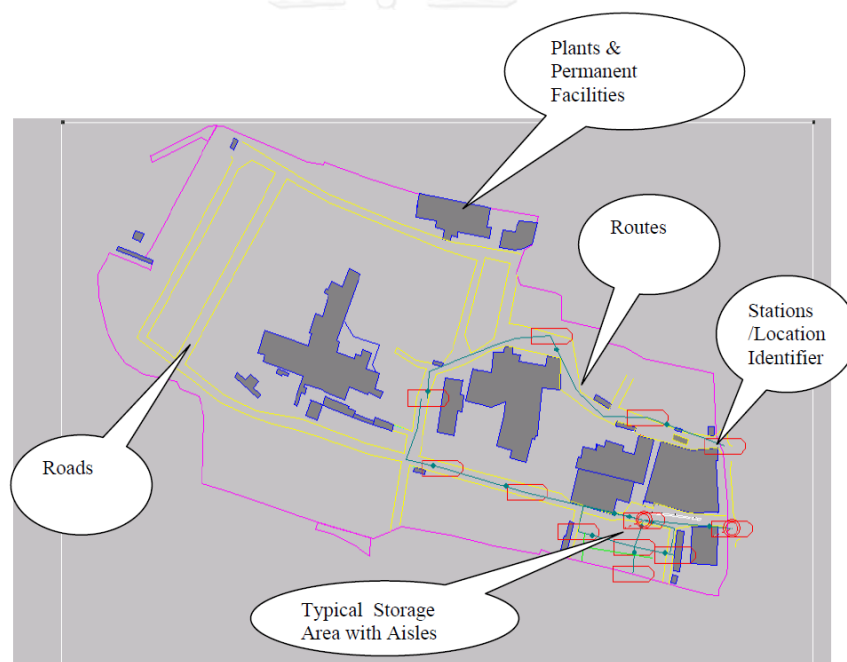 Plants &
Permanent
Facilities
Routes
Stations
/Location
Identifier
Roads
Typical Storage
Area with Aisles